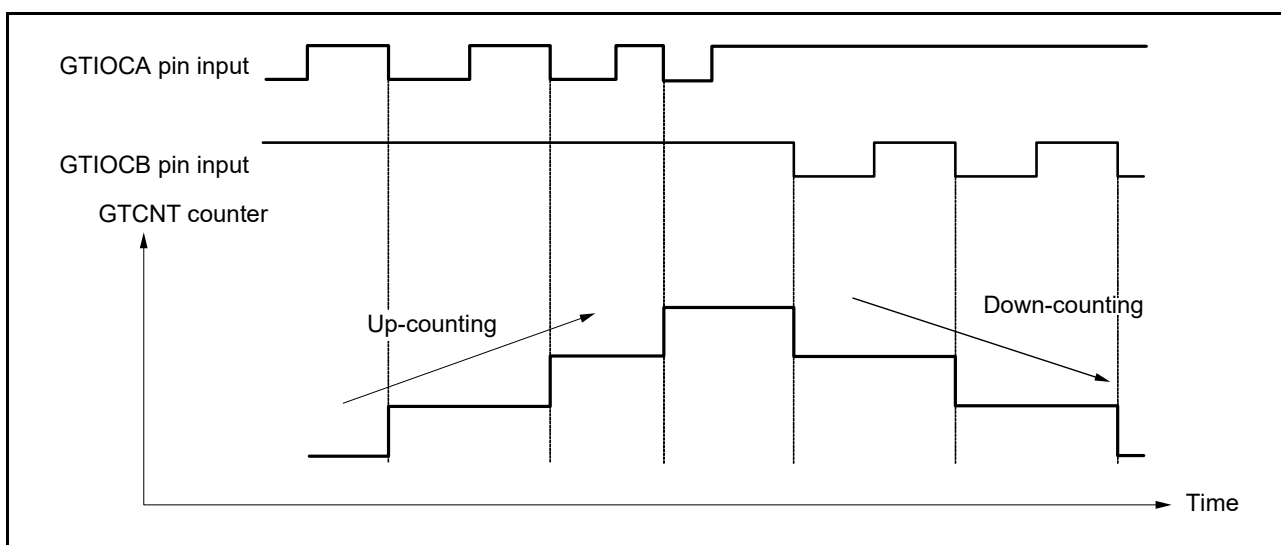 GTIOCA pin input
GTIOCB pin input
GTCNT counter
Up-counting
Down-counting
Time